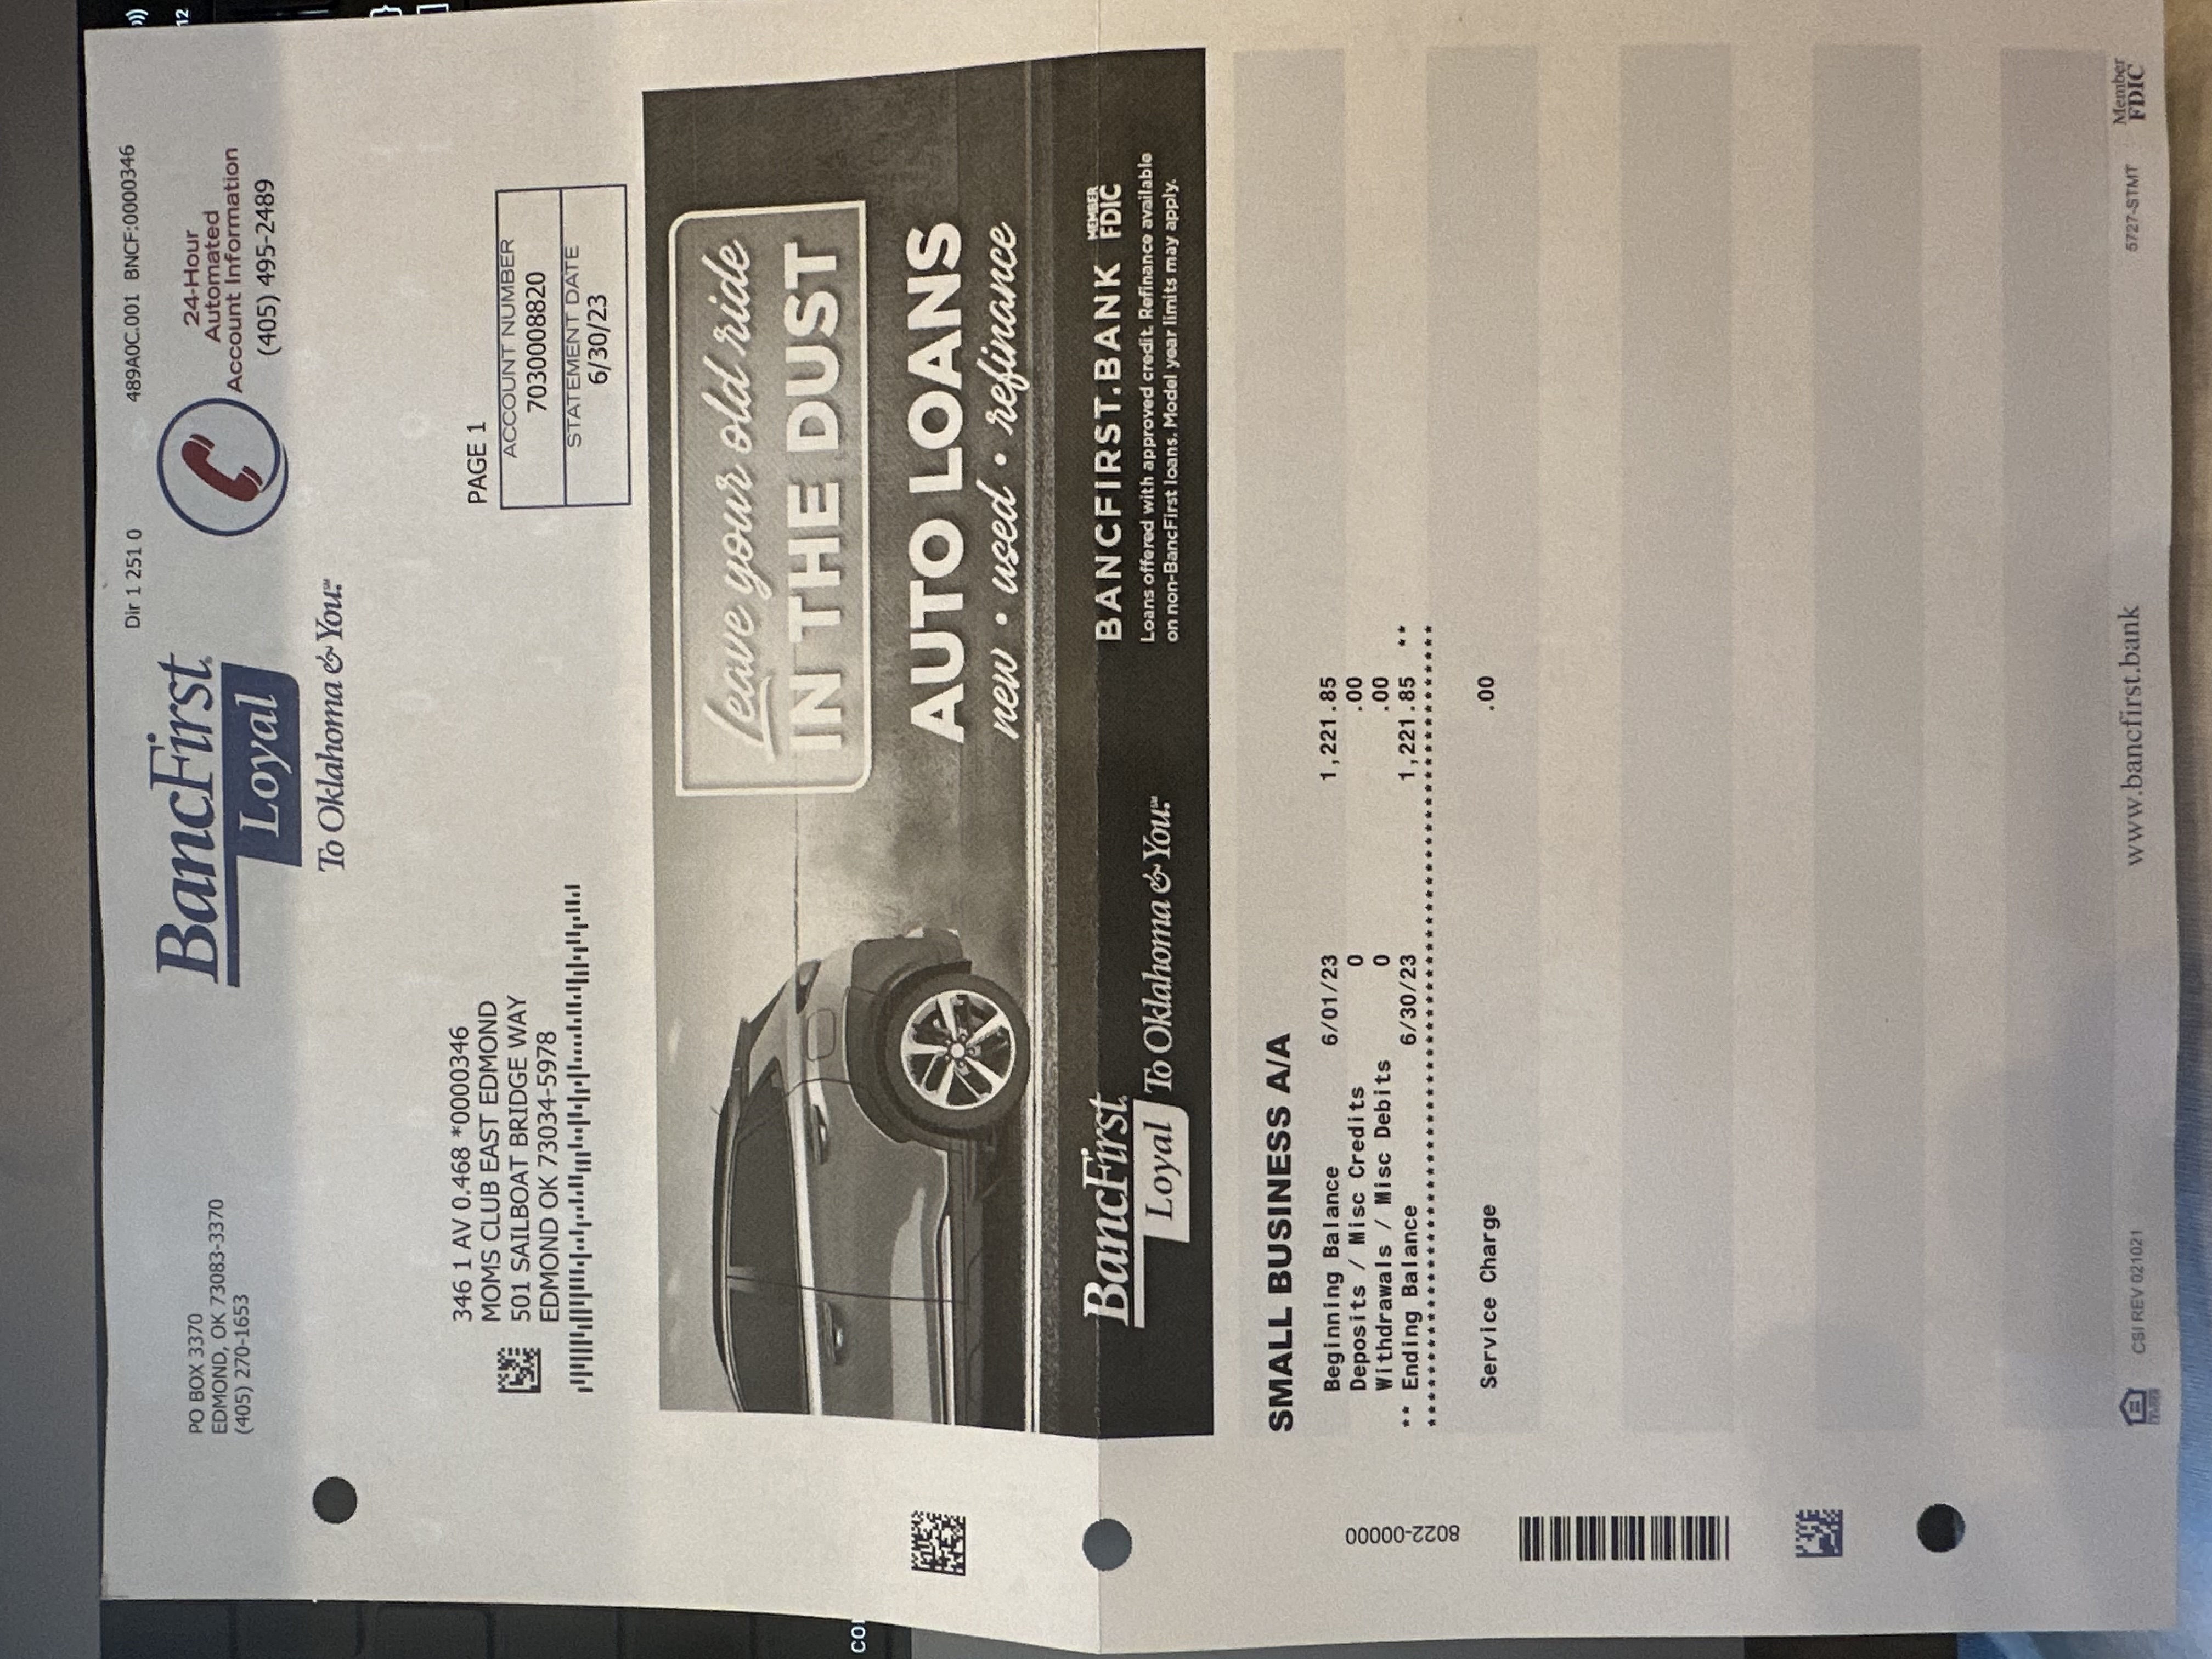 Dir 1 251 0
489A0C.001 BNCF:0000346
PO BOX 3370
EDMOND, OK 73083-3370
(405) 270-1653
BancFirst
Loyal
To Oklahoma & You.℠
24-Hour
Automated
Account Information
(405) 495-2489
346 1 AV 0.468 *0000346
MOMS CLUB EAST EDMOND
501 SAILBOAT BRIDGE WAY
EDMOND OK 73034-5978
PAGE 1
ACCOUNT NUMBER
7030008820
STATEMENT DATE
6/30/23
Leave your old ride
IN THE DUST
AUTO LOANS
new • used • refinance
BancFirst
Loyal To Oklahoma & You.℠
BANCFIRST.BANK MEMBER FDIC
Loans offered with approved credit. Refinance available
on non-BancFirst loans. Model year limits may apply.
SMALL BUSINESS A/A
Beginning Balance 6/01/23 1,221.85
Deposits / Misc Credits 0 .00
Withdrawals / Misc Debits 0 .00
** Ending Balance 6/30/23 1,221.85 **
Service Charge .00
8022-00000
CSI REV 021021
www.bancfirst.bank
5727-STMT
Member
FDIC
12